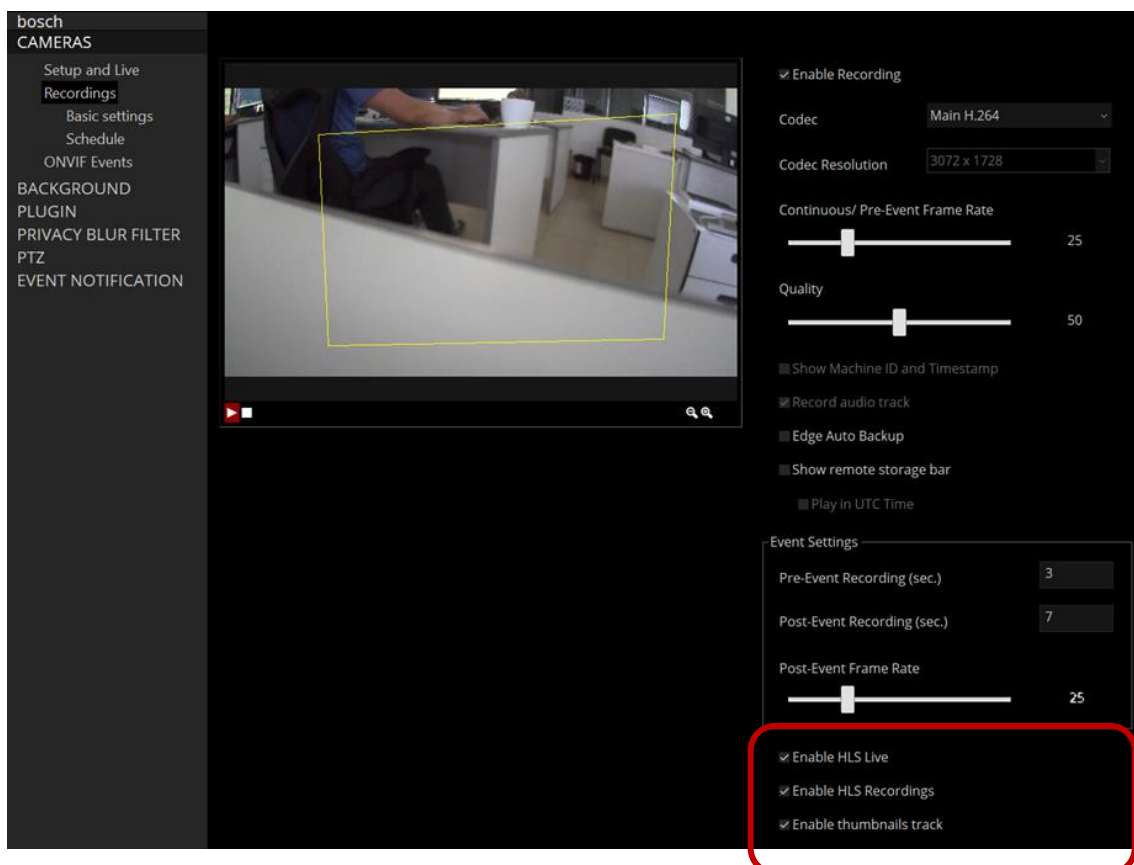 bosch
CAMERAS
Setup and Live
Recordings
Basic settings
Schedule
ONVIF Events
BACKGROUND
PLUGIN
PRIVACY BLUR FILTER
PTZ
EVENT NOTIFICATION
Enable Recording
Codec Main H.264
Codec Resolution 3072 x 1728
Continuous/ Pre-Event Frame Rate
25
Quality
50
Show Machine ID and Timestamp
Record audio track
Edge Auto Backup
Show remote storage bar
Play in UTC Time
Event Settings
Pre-Event Recording (sec.) 3
Post-Event Recording (sec.) 7
Post-Event Frame Rate
25
Enable HLS Live
Enable HLS Recordings
Enable thumbnails track